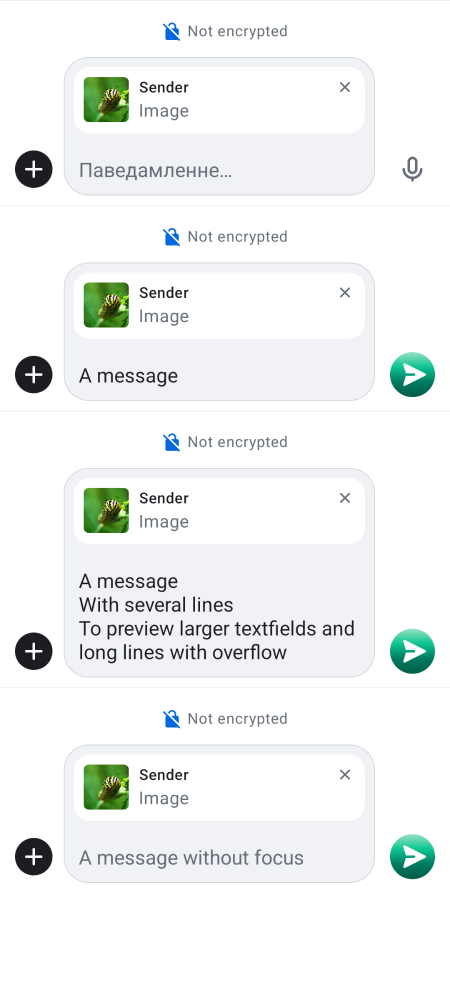 Not encrypted
Sender
Image
Паведамленне…
Not encrypted
Sender
Image
A message
Not encrypted
Sender
Image
A message
With several lines
To preview larger textfields and
long lines with overflow
Not encrypted
Sender
Image
A message without focus